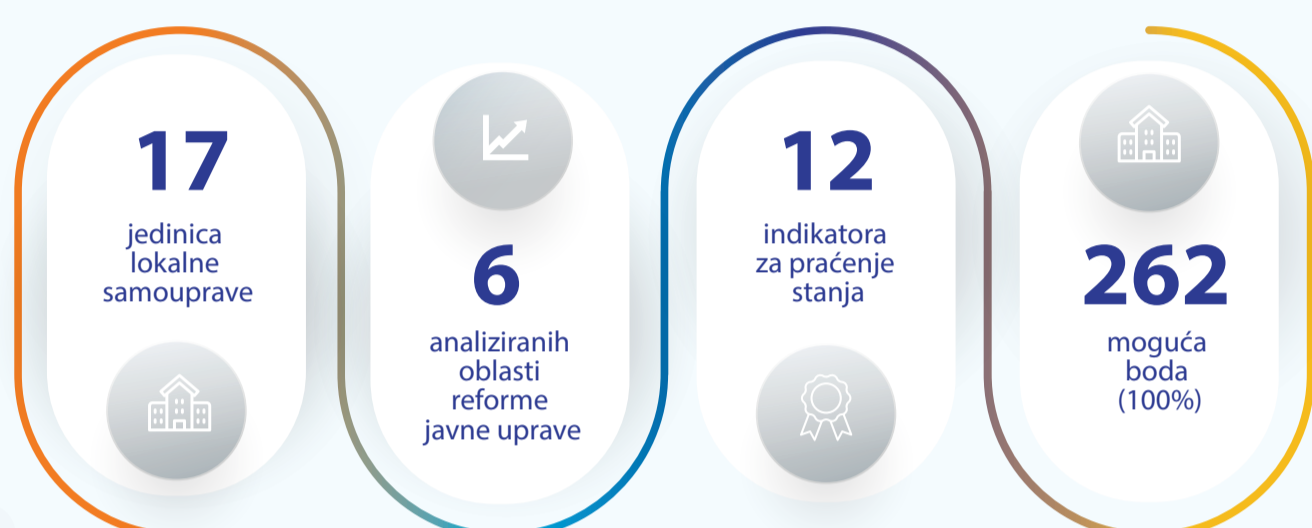 17
jedinica
lokalne
samouprave
6
analiziranih
oblasti
reforme
javne uprave
12
indikatora
za praćenje
stanja
262
moguća
boda
(100%)